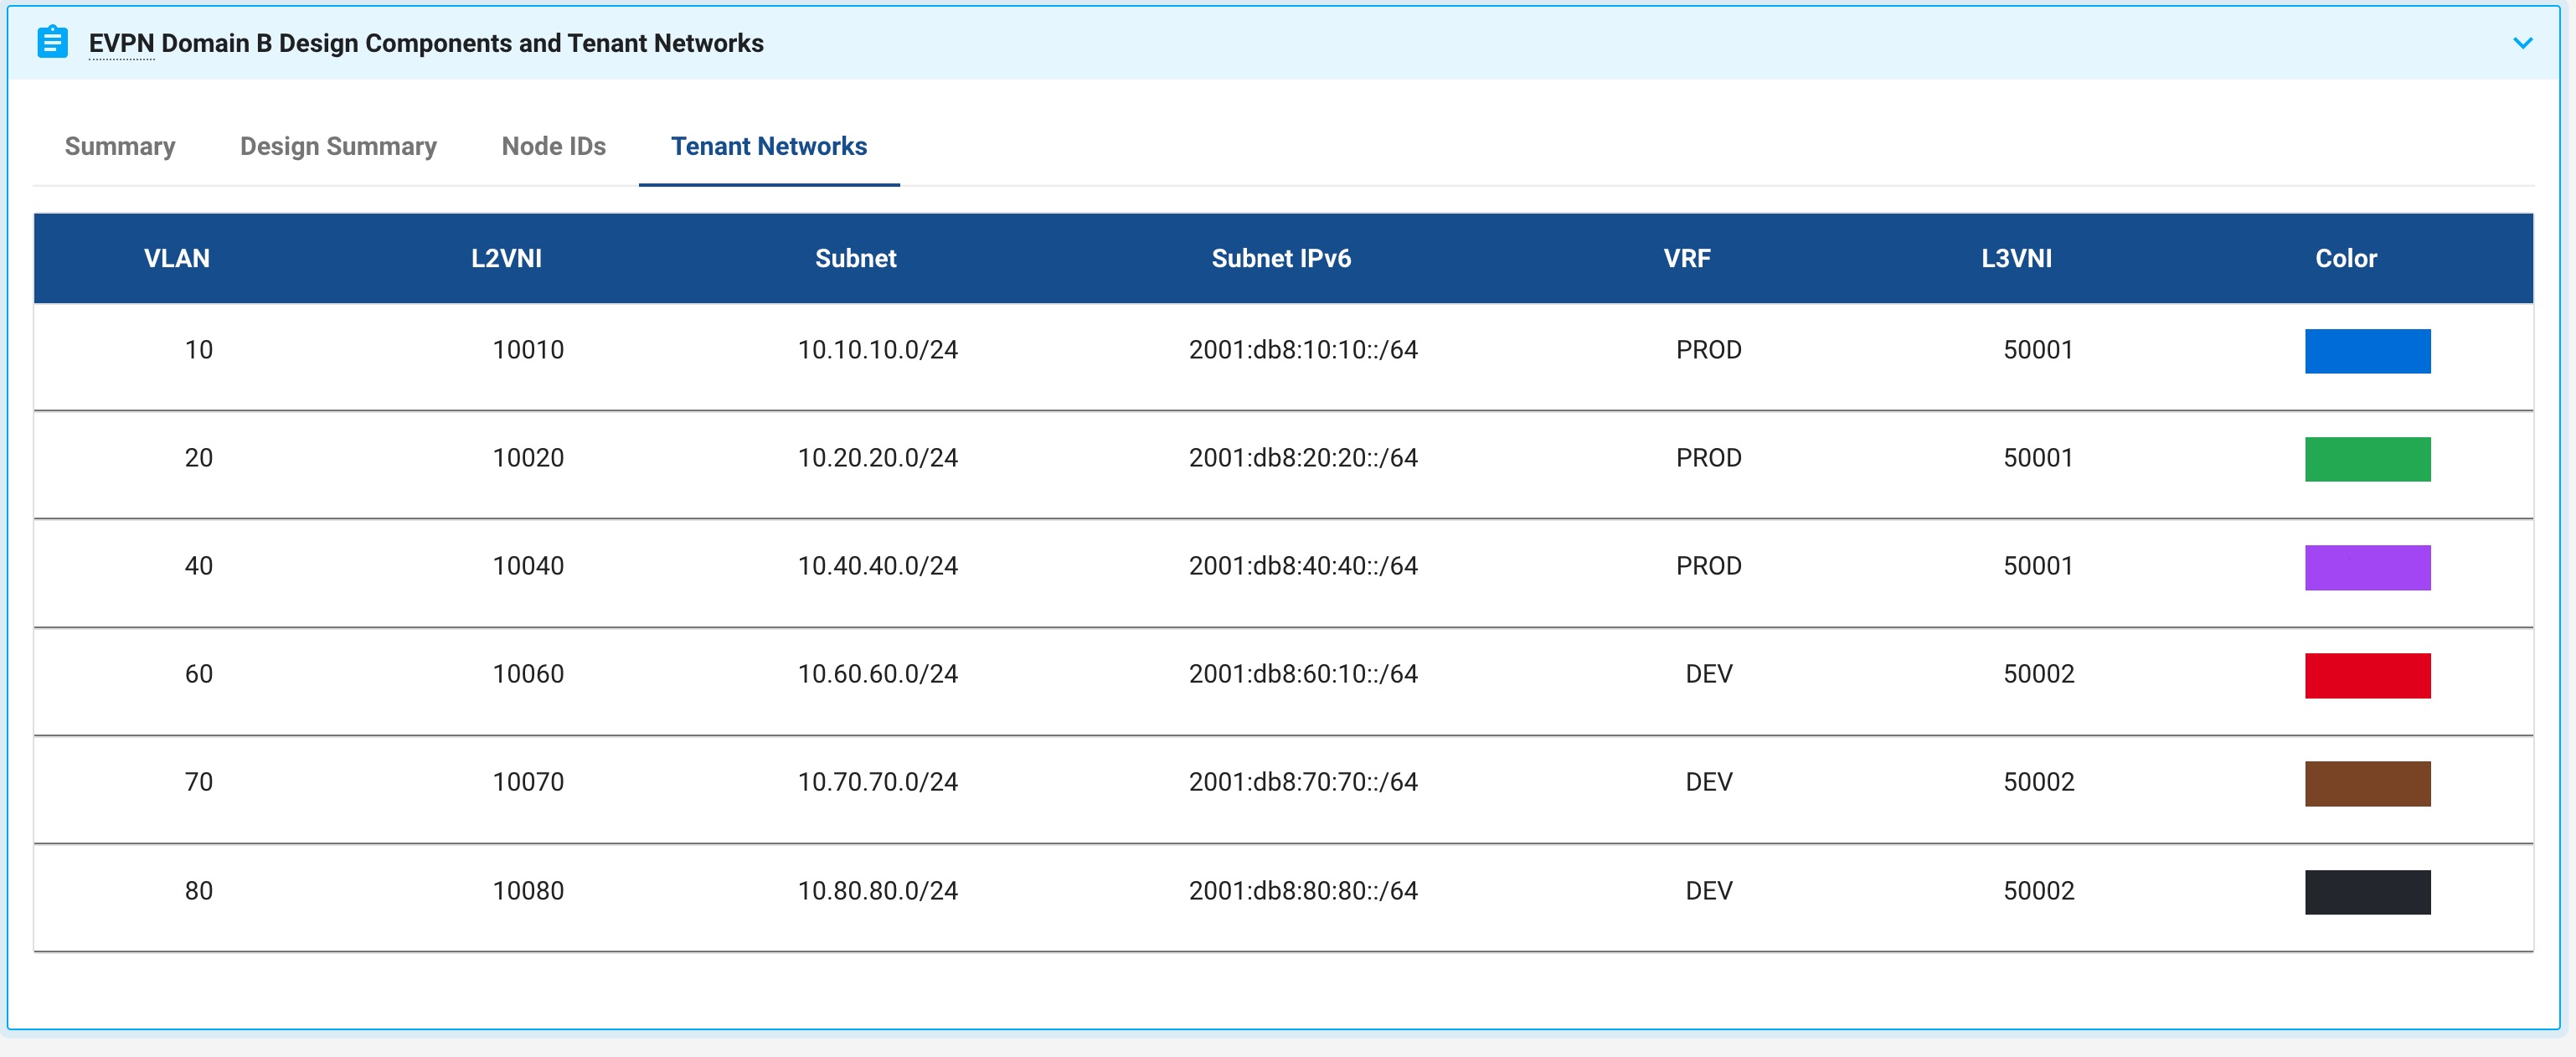 EVPN Domain B Design Components and Tenant Networks
Summary Design Summary Node IDs Tenant Networks
VLAN L2VNI Subnet Subnet IPv6 VRF L3VNI Color
10 10010 10.10.10.0/24 2001:db8:10:10::/64 PROD 50001
20 10020 10.20.20.0/24 2001:db8:20:20::/64 PROD 50001
40 10040 10.40.40.0/24 2001:db8:40:40::/64 PROD 50001
60 10060 10.60.60.0/24 2001:db8:60:10::/64 DEV 50002
70 10070 10.70.70.0/24 2001:db8:70:70::/64 DEV 50002
80 10080 10.80.80.0/24 2001:db8:80:80::/64 DEV 50002